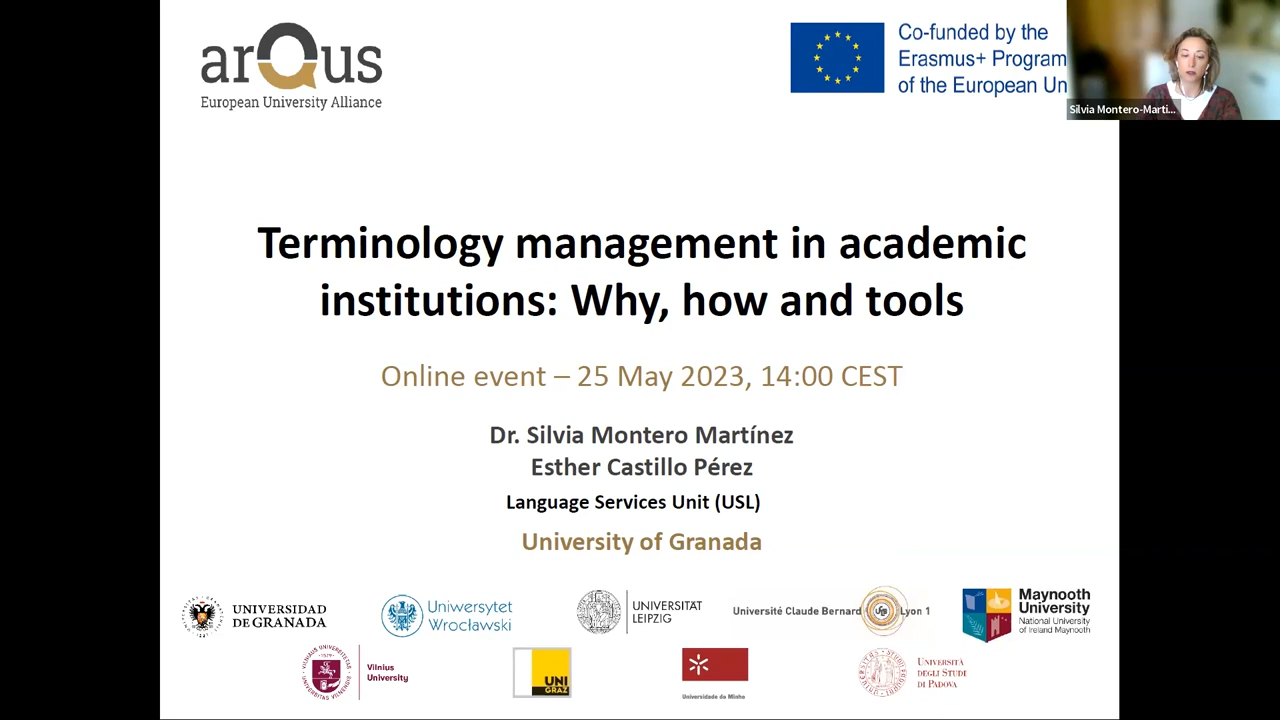 arQus
European University Alliance
Co-funded by the
Erasmus+ Program
of the European Un
Silvia Montero-Marti...
Terminology management in academic
institutions: Why, how and tools
Online event – 25 May 2023, 14:00 CEST
Dr. Silvia Montero Martínez
Esther Castillo Pérez
Language Services Unit (USL)
University of Granada
UNIVERSIDAD
DE GRANADA
Uniwersytet
Wrocławski
UNIVERSITÄT
LEIPZIG
Université Claude Bernard Lyon 1
Maynooth
University
National University
of Ireland Maynooth
Vilnius
University
UNI
GRAZ
Universidade do Minho
UNIVERSITÀ
DEGLI STUDI
DI PADOVA